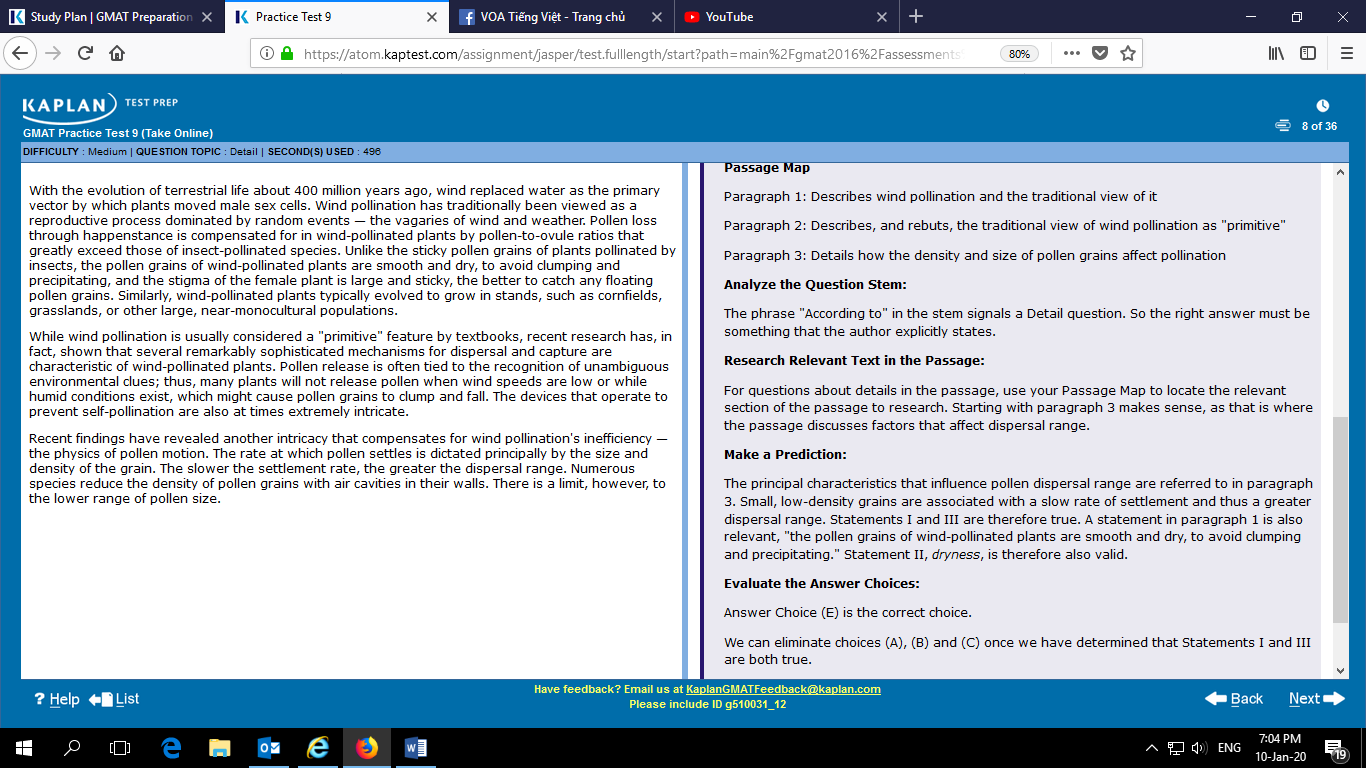 Study Plan | GMAT Preparation
Practice Test 9
VOA Tiếng Việt - Trang chủ
YouTube
https://atom.kaptest.com/assignment/jasper/test.fulllength/start?path=main%2Fgmat2016%2Fassessments
80%
KAPLAN TEST PREP
GMAT Practice Test 9 (Take Online)
8 of 36
DIFFICULTY : Medium | QUESTION TOPIC : Detail | SECOND(S) USED : 496
With the evolution of terrestrial life about 400 million years ago, wind replaced water as the primary
vector by which plants moved male sex cells. Wind pollination has traditionally been viewed as a
reproductive process dominated by random events — the vagaries of wind and weather. Pollen loss
through happenstance is compensated for in wind-pollinated plants by pollen-to-ovule ratios that
greatly exceed those of insect-pollinated species. Unlike the sticky pollen grains of plants pollinated by
insects, the pollen grains of wind-pollinated plants are smooth and dry, to avoid clumping and
precipitating, and the stigma of the female plant is large and sticky, the better to catch any floating
pollen grains. Similarly, wind-pollinated plants typically evolved to grow in stands, such as cornfields,
grasslands, or other large, near-monocultural populations.
While wind pollination is usually considered a "primitive" feature by textbooks, recent research has, in
fact, shown that several remarkably sophisticated mechanisms for dispersal and capture are
characteristic of wind-pollinated plants. Pollen release is often tied to the recognition of unambiguous
environmental clues; thus, many plants will not release pollen when wind speeds are low or while
humid conditions exist, which might cause pollen grains to clump and fall. The devices that operate to
prevent self-pollination are also at times extremely intricate.
Recent findings have revealed another intricacy that compensates for wind pollination's inefficiency —
the physics of pollen motion. The rate at which pollen settles is dictated principally by the size and
density of the grain. The slower the settlement rate, the greater the dispersal range. Numerous
species reduce the density of pollen grains with air cavities in their walls. There is a limit, however, to
the lower range of pollen size.
Passage Map
Paragraph 1: Describes wind pollination and the traditional view of it
Paragraph 2: Describes, and rebuts, the traditional view of wind pollination as "primitive"
Paragraph 3: Details how the density and size of pollen grains affect pollination
Analyze the Question Stem:
The phrase "According to" in the stem signals a Detail question. So the right answer must be
something that the author explicitly states.
Research Relevant Text in the Passage:
For questions about details in the passage, use your Passage Map to locate the relevant
section of the passage to research. Starting with paragraph 3 makes sense, as that is where
the passage discusses factors that affect dispersal range.
Make a Prediction:
The principal characteristics that influence pollen dispersal range are referred to in paragraph
3. Small, low-density grains are associated with a slow rate of settlement and thus a greater
dispersal range. Statements I and III are therefore true. A statement in paragraph 1 is also
relevant, "the pollen grains of wind-pollinated plants are smooth and dry, to avoid clumping
and precipitating." Statement II, dryness, is therefore also valid.
Evaluate the Answer Choices:
Answer Choice (E) is the correct choice.
We can eliminate choices (A), (B) and (C) once we have determined that Statements I and III
are both true.
? Help
List
Have feedback? Email us at KaplanGMATFeedback@kaplan.com
Please include ID g510031_12
Back
Next
ENG
7:04 PM
10-Jan-20
19